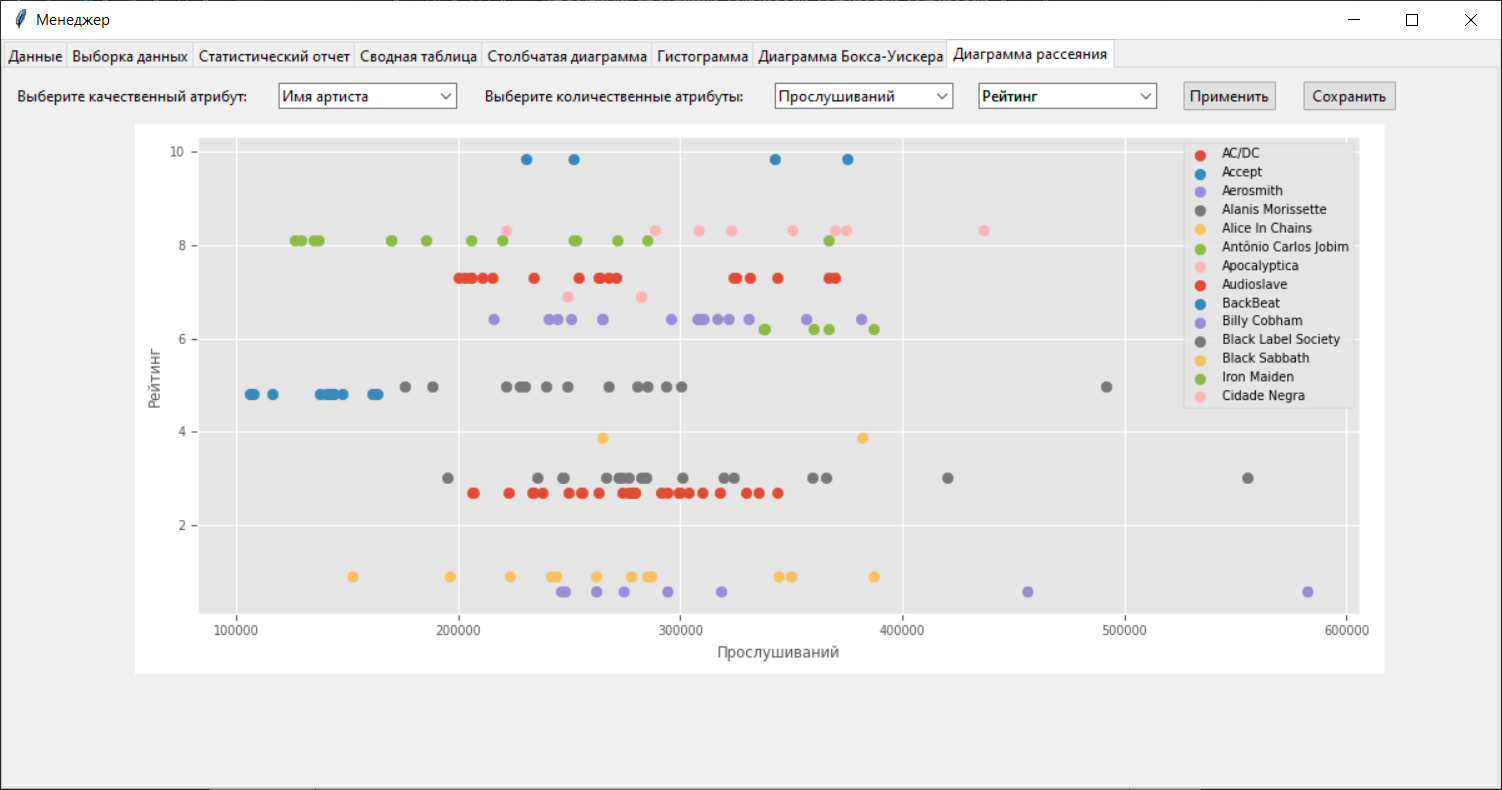 Менеджер
Данные
Выборка данных
Статистический отчет
Сводная таблица
Столбчатая диаграмма
Гистограмма
Диаграмма Бокса-Уискера
Диаграмма рассеяния
Выберите качественный атрибут:
Имя артиста
Выберите количественные атрибуты:
Прослушиваний
Рейтинг
Применить
Сохранить
10
8
6
4
2
Рейтинг
100000
200000
300000
400000
500000
600000
Прослушиваний
AC/DC
Accept
Aerosmith
Alanis Morissette
Alice In Chains
Antônio Carlos Jobim
Apocalyptica
Audioslave
BackBeat
Billy Cobham
Black Label Society
Black Sabbath
Iron Maiden
Cidade Negra